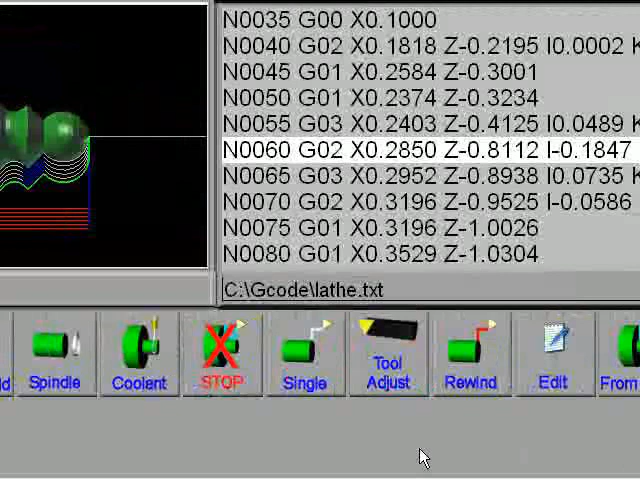 N0035 G00 X0.1000
N0040 G02 X0.1818 Z-0.2195 I0.0002 K
N0045 G01 X0.2584 Z-0.3001
N0050 G01 X0.2374 Z-0.3234
N0055 G03 X0.2403 Z-0.4125 I0.0489 K
N0060 G02 X0.2850 Z-0.8112 I-0.1847
N0065 G03 X0.2952 Z-0.8938 I0.0735 K
N0070 G02 X0.3196 Z-0.9525 I-0.0586
N0075 G01 X0.3196 Z-1.0026
N0080 G01 X0.3529 Z-1.0304
C:\Gcode\lathe.txt
ld Spindle Coolant STOP Single Tool Adjust Rewind Edit From